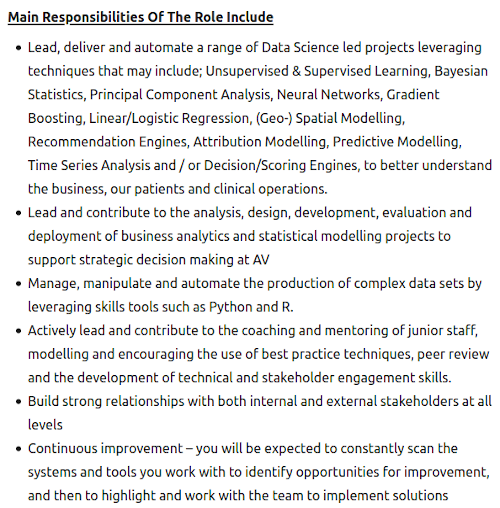 Main Responsibilities Of The Role Include
• Lead, deliver and automate a range of Data Science led projects leveraging
techniques that may include; Unsupervised & Supervised Learning, Bayesian
Statistics, Principal Component Analysis, Neural Networks, Gradient
Boosting, Linear/Logistic Regression, (Geo-) Spatial Modelling,
Recommendation Engines, Attribution Modelling, Predictive Modelling,
Time Series Analysis and / or Decision/Scoring Engines, to better understand
the business, our patients and clinical operations.
• Lead and contribute to the analysis, design, development, evaluation and
deployment of business analytics and statistical modelling projects to
support strategic decision making at AV
• Manage, manipulate and automate the production of complex data sets by
leveraging skills tools such as Python and R.
• Actively lead and contribute to the coaching and mentoring of junior staff,
modelling and encouraging the use of best practice techniques, peer review
and the development of technical and stakeholder engagement skills.
• Build strong relationships with both internal and external stakeholders at all
levels
• Continuous improvement – you will be expected to constantly scan the
systems and tools you work with to identify opportunities for improvement,
and then to highlight and work with the team to implement solutions